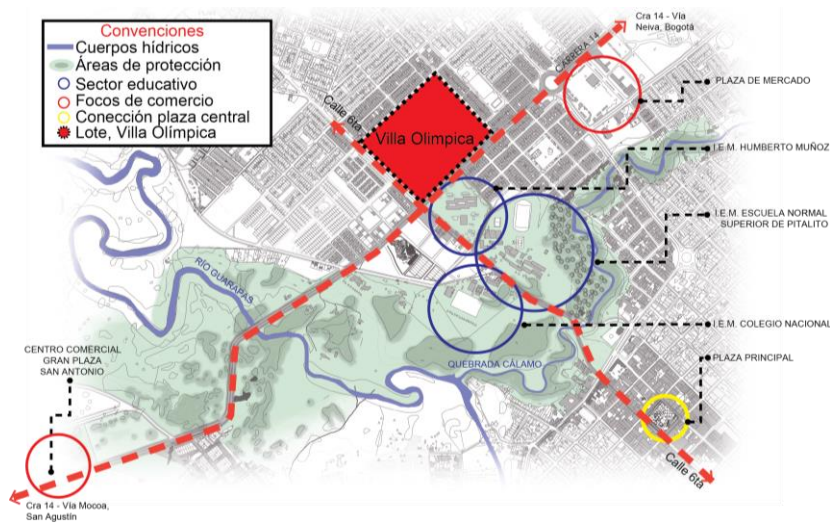 Convenciones
Cuerpos hídricos
Áreas de protección
Sector educativo
Focos de comercio
Conección plaza central
Lote, Villa Olímpica
Cra 14 - Vía
Neiva, Bogotá
CARRERA 14
PLAZA DE MERCADO
Calle 6ta
Villa Olimpica
I.E.M. HUMBERTO MUÑOZ
I.E.M. ESCUELA NORMAL
SUPERIOR DE PITALITO
RÍO GUARAPAS
I.E.M. COLEGIO NACIONAL
CENTRO COMERCIAL
GRAN PLAZA
SAN ANTONIO
QUEBRADA CÁLAMO
PLAZA PRINCIPAL
Calle 6ta
Cra 14 - Vía Mocoa,
San Agustín